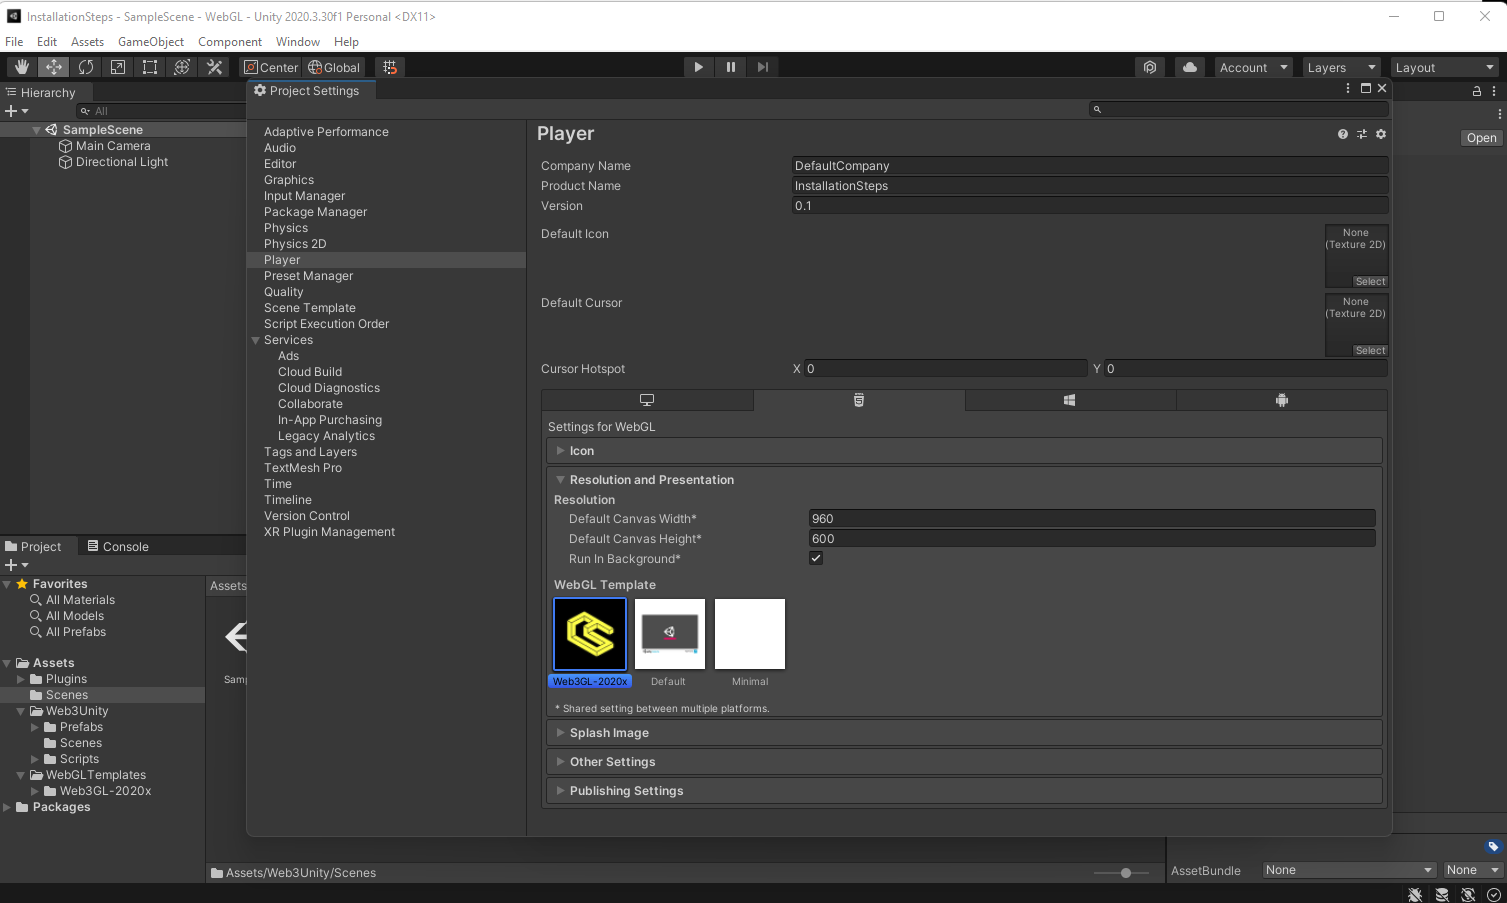 InstallationSteps - SampleScene - WebGL - Unity 2020.3.30f1 Personal <DX11>
File Edit Assets GameObject Component Window Help
Center Global Account Layers Layout
Hierarchy
All
SampleScene
Main Camera
Directional Light
Project Settings
Adaptive Performance
Audio
Editor
Graphics
Input Manager
Package Manager
Physics
Physics 2D
Player
Preset Manager
Quality
Scene Template
Script Execution Order
Services
Ads
Cloud Build
Cloud Diagnostics
Collaborate
In-App Purchasing
Legacy Analytics
Tags and Layers
TextMesh Pro
Time
Timeline
Version Control
XR Plugin Management
Player
Company Name DefaultCompany
Product Name InstallationSteps
Version 0.1
Default Icon
None
(Texture 2D)
Select
Default Cursor
None
(Texture 2D)
Select
Cursor Hotspot X 0 Y 0
Settings for WebGL
Icon
Resolution and Presentation
Resolution
Default Canvas Width* 960
Default Canvas Height* 600
Run In Background*
WebGL Template
Web3GL-2020x Default Minimal
* Shared setting between multiple platforms.
Splash Image
Other Settings
Publishing Settings
Open
Project Console
Favorites
All Materials
All Models
All Prefabs
Assets
Plugins
Scenes
Web3Unity
Prefabs
Scenes
Scripts
WebGLTemplates
Web3GL-2020x
Packages
Assets
Samp
Assets/Web3Unity/Scenes
AssetBundle None None